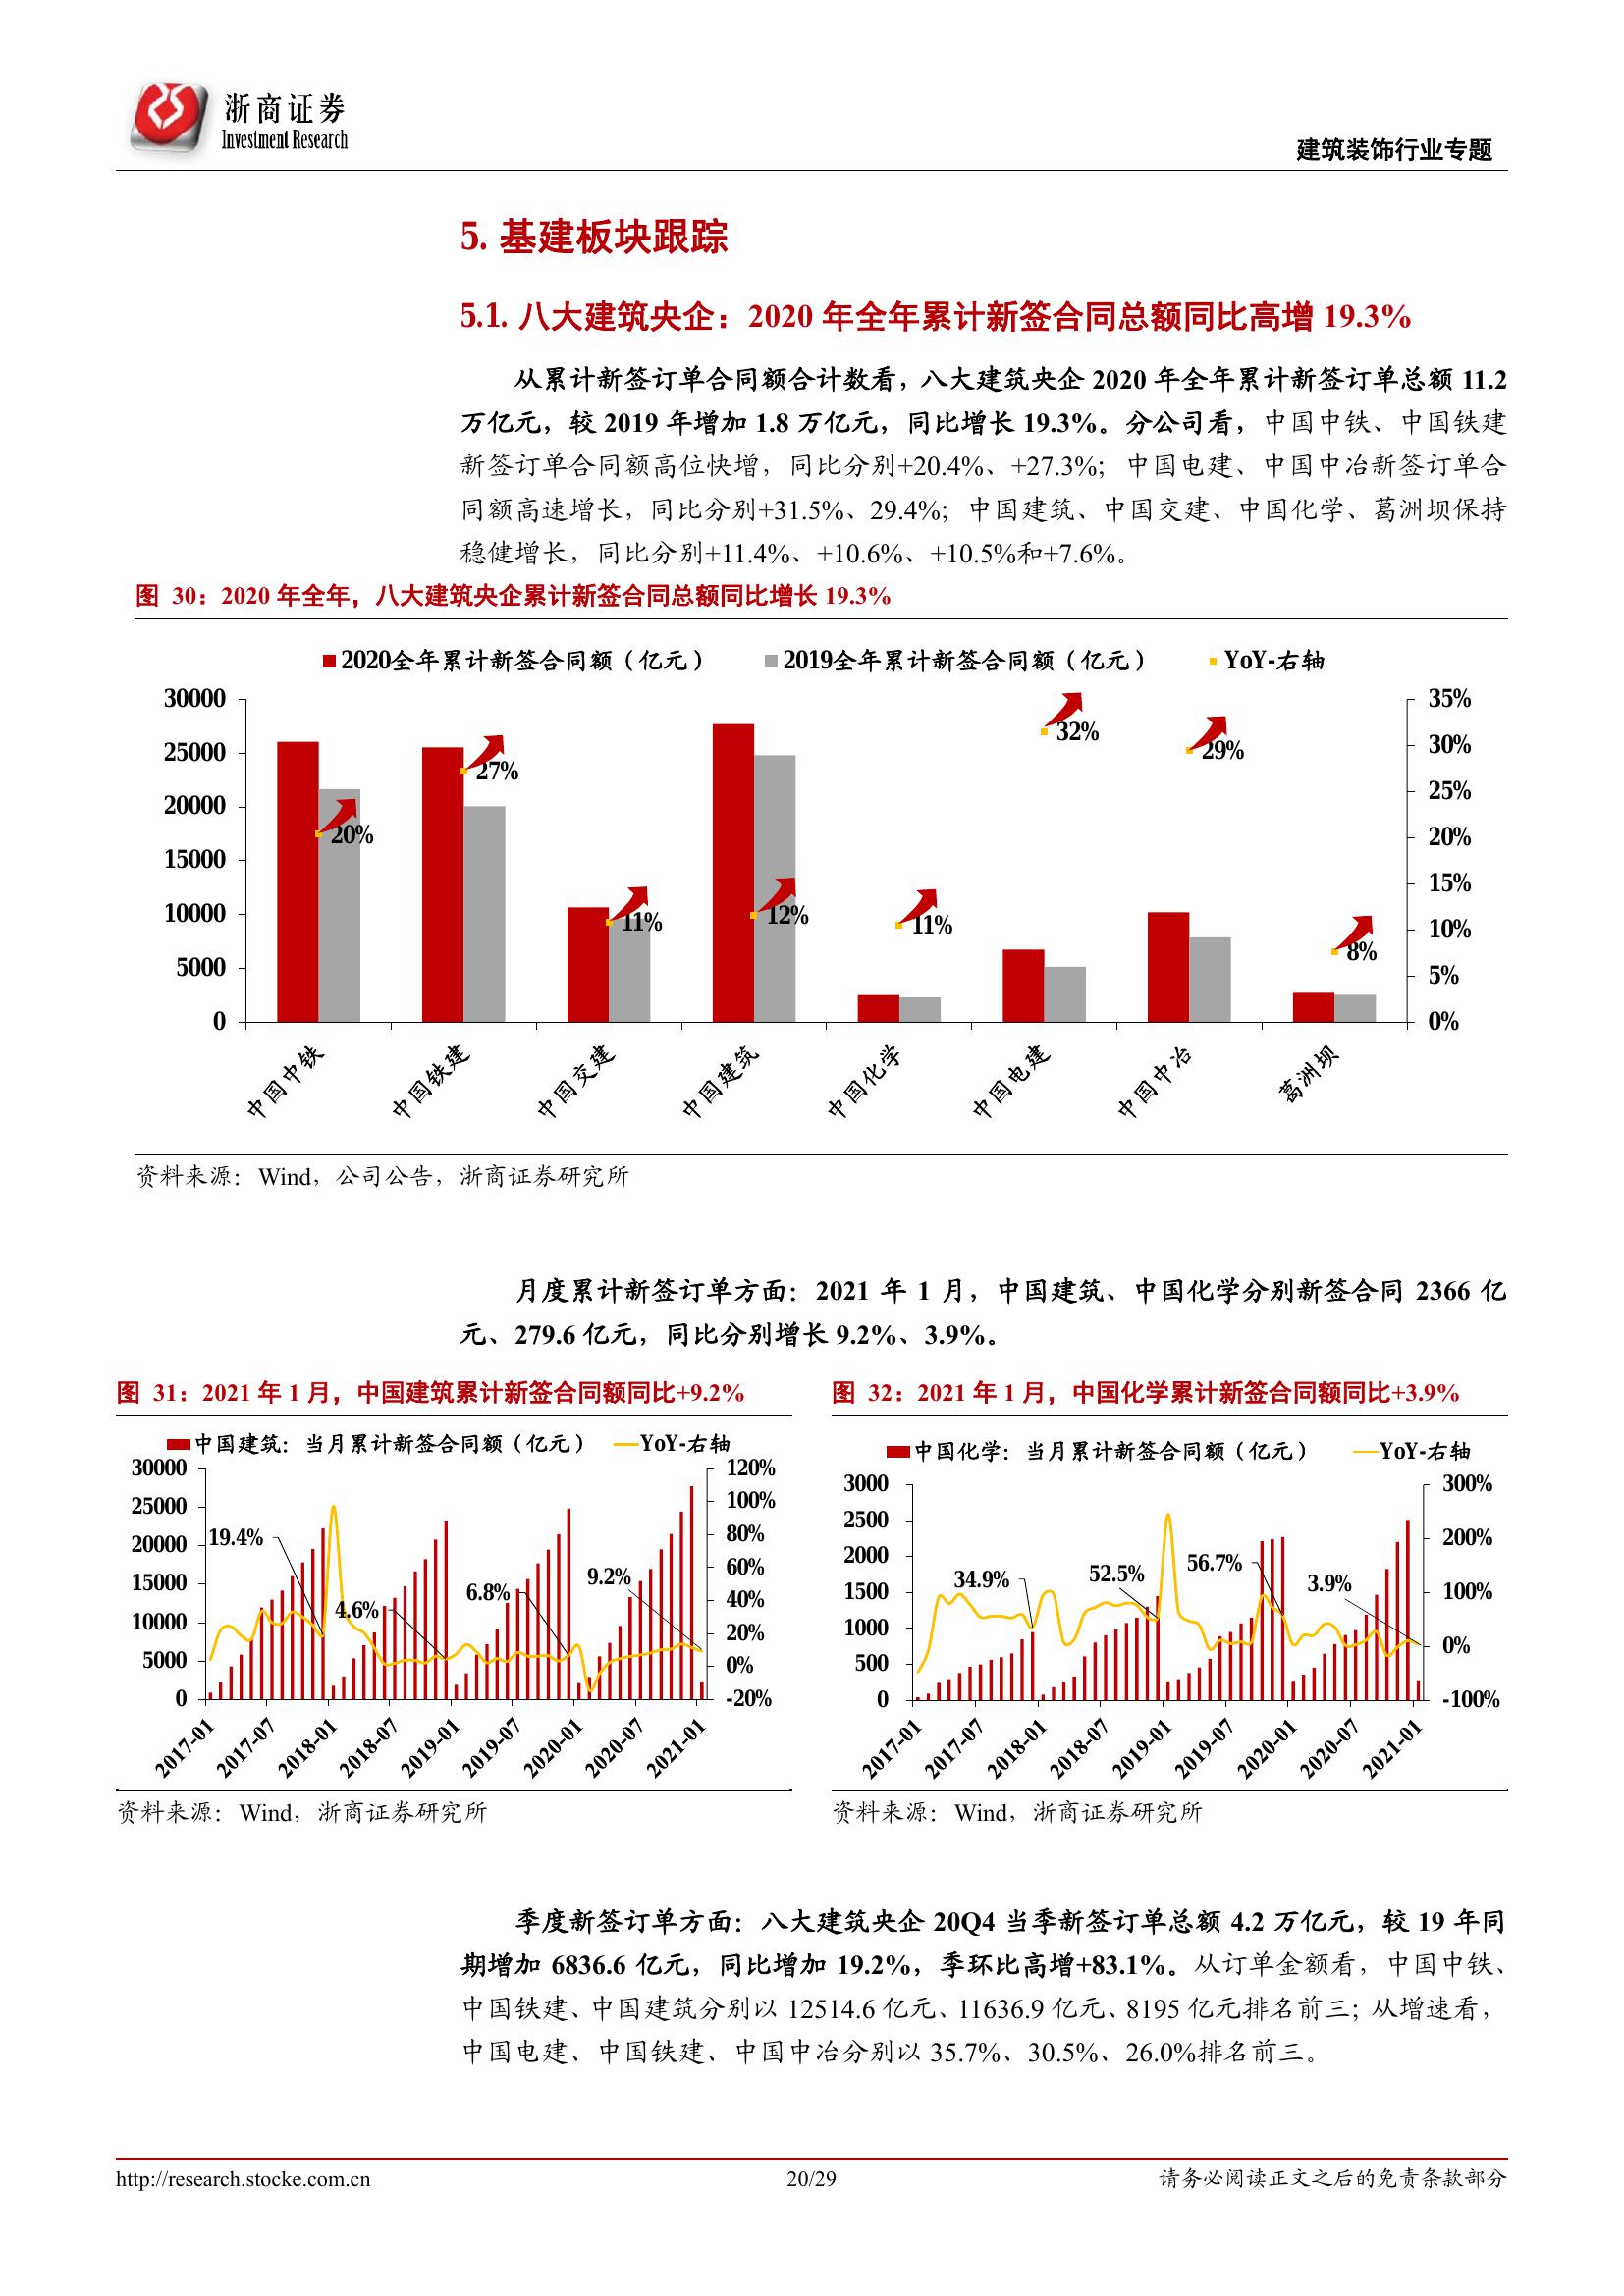 浙商证券
Investment Research
建筑装饰行业专题
5. 基建板块跟踪
5.1. 八大建筑央企：2020 年全年累计新签合同总额同比高增 19.3%
从累计新签订单合同额合计数看，八大建筑央企 2020 年全年累计新签订单总额 11.2
万亿元，较 2019 年增加 1.8 万亿元，同比增长 19.3%。分公司看，中国中铁、中国铁建
新签订单合同额高位快增，同比分别+20.4%、+27.3%；中国电建、中国中冶新签订单合
同额高速增长，同比分别+31.5%、29.4%；中国建筑、中国交建、中国化学、葛洲坝保持
稳健增长，同比分别+11.4%、+10.6%、+10.5%和+7.6%。
图 30：2020 年全年，八大建筑央企累计新签合同总额同比增长 19.3%
2020全年累计新签合同额（亿元） 2019全年累计新签合同额（亿元） YoY-右轴
30000
25000
20000
15000
10000
5000
0
20%
27%
11%
12%
11%
32%
29%
8%
35%
30%
25%
20%
15%
10%
5%
0%
中国中铁
中国铁建
中国交建
中国建筑
中国化学
中国电建
中国中冶
葛洲坝
资料来源：Wind，公司公告，浙商证券研究所
月度累计新签订单方面：2021 年 1 月，中国建筑、中国化学分别新签合同 2366 亿
元、279.6 亿元，同比分别增长 9.2%、3.9%。
图 31：2021 年 1 月，中国建筑累计新签合同额同比+9.2%
中国建筑：当月累计新签合同额（亿元） YoY-右轴
30000
25000
20000
15000
10000
5000
0
19.4%
4.6%
6.8%
9.2%
120%
100%
80%
60%
40%
20%
0%
-20%
2017-01
2017-07
2018-01
2018-07
2019-01
2019-07
2020-01
2020-07
2021-01
资料来源：Wind，浙商证券研究所
图 32：2021 年 1 月，中国化学累计新签合同额同比+3.9%
中国化学：当月累计新签合同额（亿元） YoY-右轴
3000
2500
2000
1500
1000
500
0
34.9%
52.5%
56.7%
3.9%
300%
200%
100%
0%
-100%
2017-01
2017-07
2018-01
2018-07
2019-01
2019-07
2020-01
2020-07
2021-01
资料来源：Wind，浙商证券研究所
季度新签订单方面：八大建筑央企 20Q4 当季新签订单总额 4.2 万亿元，较 19 年同
期增加 6836.6 亿元，同比增加 19.2%，季环比高增+83.1%。从订单金额看，中国中铁、
中国铁建、中国建筑分别以 12514.6 亿元、11636.9 亿元、8195 亿元排名前三；从增速看，
中国电建、中国铁建、中国中冶分别以 35.7%、30.5%、26.0%排名前三。
http://research.stocke.com.cn
20/29
请务必阅读正文之后的免责条款部分